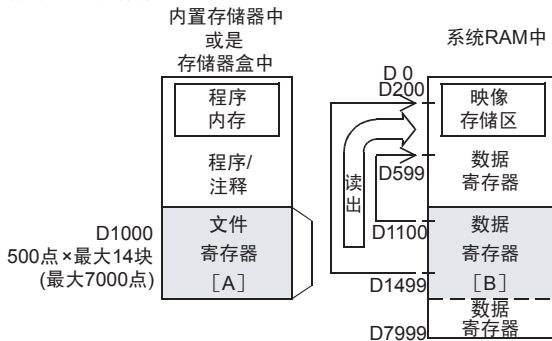 内置存储器中
或是
存储器盒中
程序
内存
程序/
注释
D1000
500点×最大14块
(最大7000点)
文件
寄存器
［A］
系统RAM中
D 0
D200
映像
存储区
读出
D599
数据
寄存器
D1100
数据
寄存器
［B］
D1499
数据
寄存器
D7999